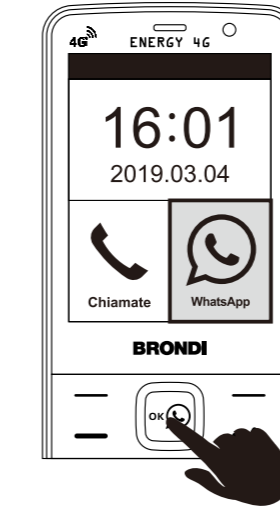 4G ENERGY 4G
16:01
2019.03.04
Chiamate WhatsApp
BRONDI
OK